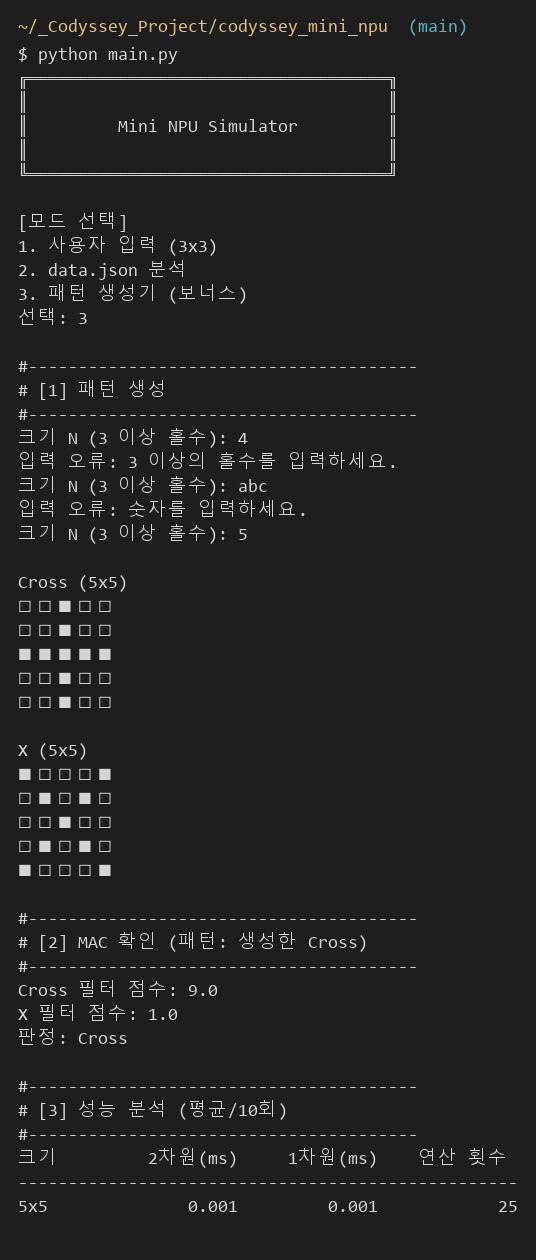 ~/_Codyssey_Project/codyssey_mini_npu (main)
$ python main.py
Mini NPU Simulator
[모드 선택]
1. 사용자 입력 (3x3)
2. data.json 분석
3. 패턴 생성기 (보너스)
선택: 3
#---------------------------------------
# [1] 패턴 생성
#---------------------------------------
크기 N (3 이상 홀수): 4
입력 오류: 3 이상의 홀수를 입력하세요.
크기 N (3 이상 홀수): abc
입력 오류: 숫자를 입력하세요.
크기 N (3 이상 홀수): 5
Cross (5x5)
□ □ ■ □ □
□ □ ■ □ □
■ ■ ■ ■ ■
□ □ ■ □ □
□ □ ■ □ □
X (5x5)
■ □ □ □ ■
□ ■ □ ■ □
□ □ ■ □ □
□ ■ □ ■ □
■ □ □ □ ■
#---------------------------------------
# [2] MAC 확인 (패턴: 생성한 Cross)
#---------------------------------------
Cross 필터 점수: 9.0
X 필터 점수: 1.0
판정: Cross
#---------------------------------------
# [3] 성능 분석 (평균/10회)
#---------------------------------------
크기 2차원(ms) 1차원(ms) 연산 횟수
--------------------------------------------------
5x5 0.001 0.001 25